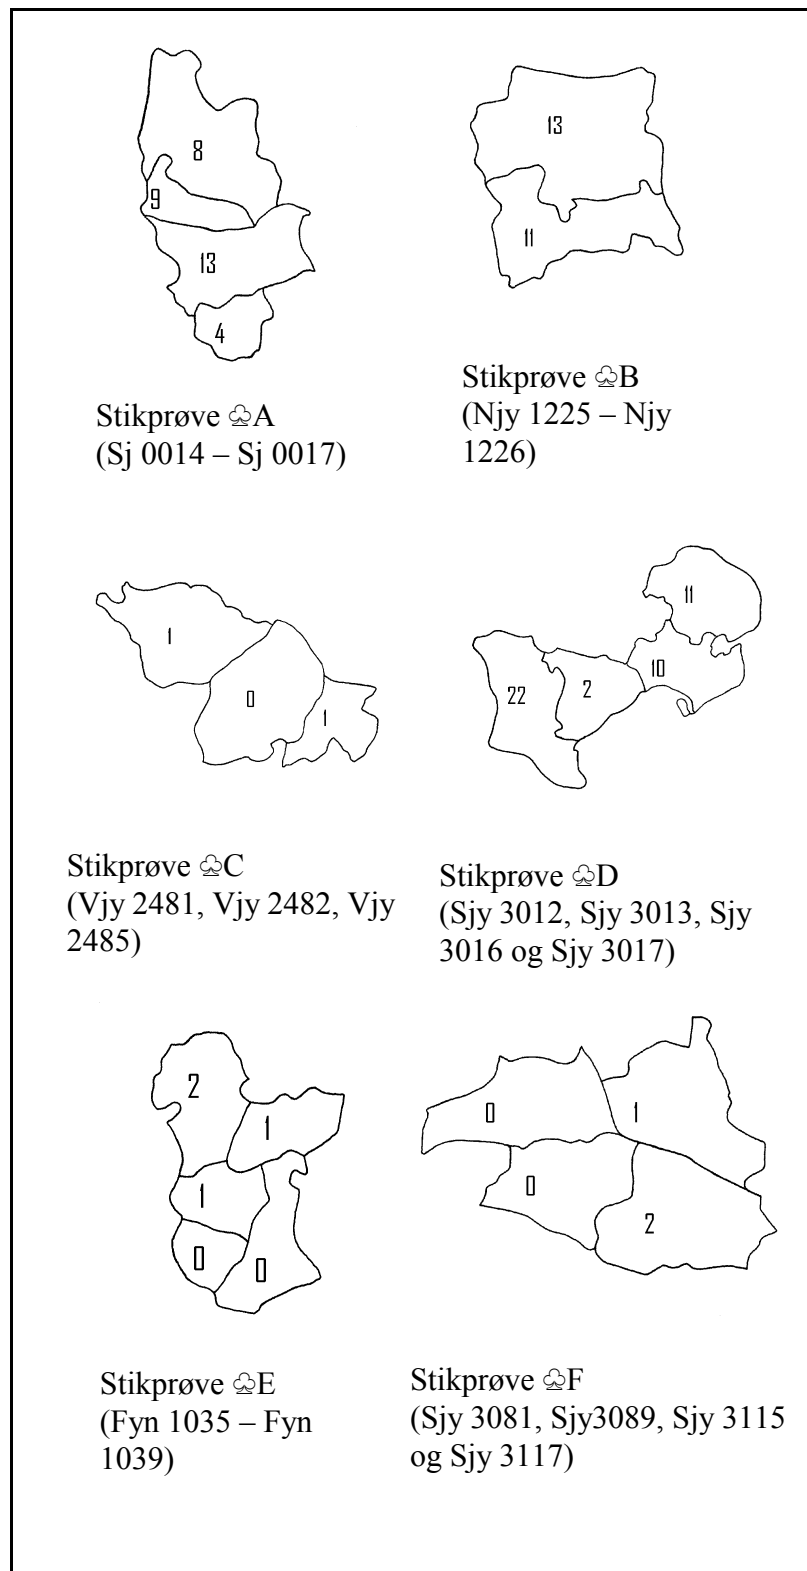 8
9
13
4
Stikprøve ♧A
(Sj 0014 – Sj 0017)
13
11
Stikprøve ♧B
(Njy 1225 – Njy
1226)
1
0
1
Stikprøve ♧C
(Vjy 2481, Vjy 2482, Vjy
2485)
11
10
22
2
Stikprøve ♧D
(Sjy 3012, Sjy 3013, Sjy
3016 og Sjy 3017)
2
1
1
0
0
Stikprøve ♧E
(Fyn 1035 – Fyn
1039)
0
1
0
2
Stikprøve ♧F
(Sjy 3081, Sjy3089, Sjy 3115
og Sjy 3117)